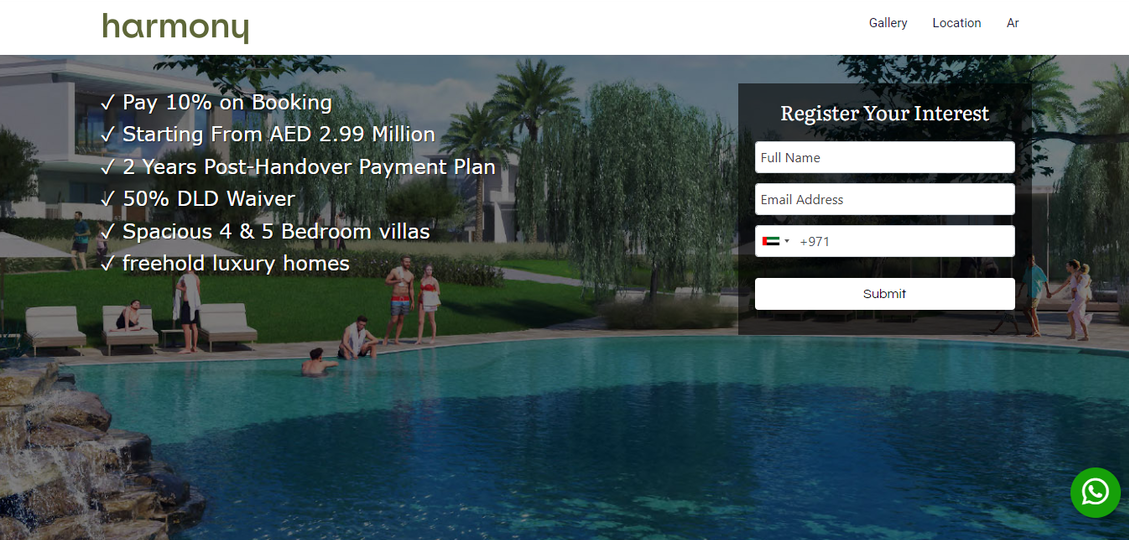 harmony
Gallery
Location
Ar
✓ Pay 10% on Booking
✓ Starting From AED 2.99 Million
✓ 2 Years Post-Handover Payment Plan
✓ 50% DLD Waiver
✓ Spacious 4 & 5 Bedroom villas
✓ freehold luxury homes
Register Your Interest
Full Name
Email Address
+971
Submit